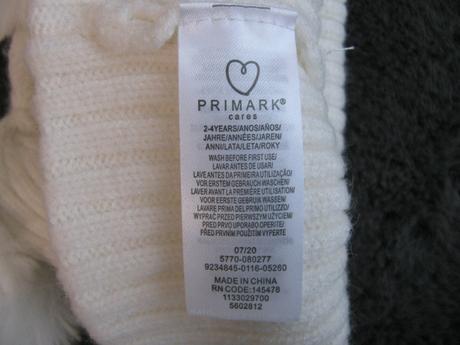 PRIMARK®
cares
2-4YEARS/ANOS/AÑOS/
JAHRE/ANNÉES/JAREN/
ANNI/LATA/LETA/ROKY
WASH BEFORE FIRST USE/
LAVAR ANTES DE USAR/
LAVE ANTES DA PRIMEIRA UTILIZAÇÃO/
VOR ERSTEM GEBRAUCH WASCHEN/
LAVER AVANT LA PREMIÈRE UTILISATION/
VOOR EERSTE GEBRUIK WASSEN/
LAVARE PRIMA DEL PRIMO UTILIZZO/
WYPRAĆ PRZED PIERWSZYM UŻYCIEM/
PRED PRVO UPORABO OPERITE/
PŘED PRVNÍM POUŽITÍM VYPERTE
07/20
5770-080277
9234845-0116-05260
MADE IN CHINA
RN CODE:145478
1133029700
5602812